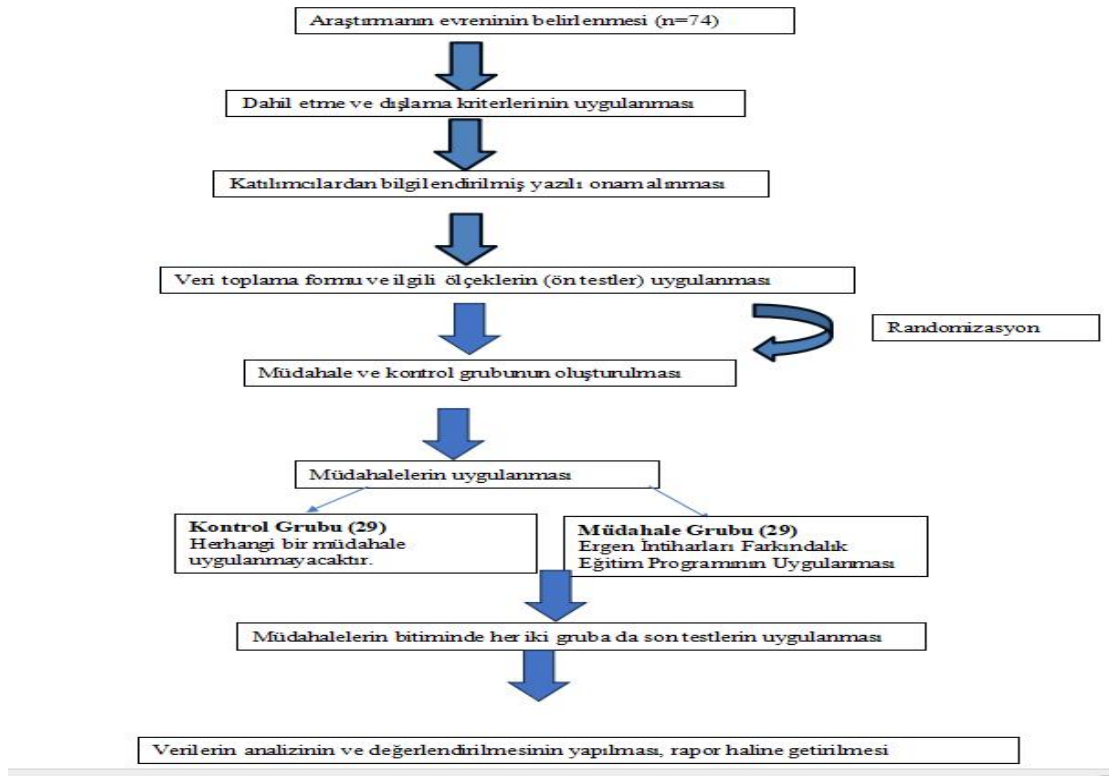 Araştırmanın evreninin belirlenmesi (n=74)
Dahil etme ve dışlama kriterlerinin uygulanması
Katılımcılardan bilgilendirilmiş yazılı onam alınması
Veri toplama formu ve ilgili ölçeklerin (ön testler) uygulanması
Randomizasyon
Müdahale ve kontrol grubunun oluşturulması
Müdahalelerin uygulanması
Kontrol Grubu (29)
Herhangi bir müdahale
uygulanmayacaktır.
Müdahale Grubu (29)
Ergen İntiharları Farkındalık
Eğitim Programının Uygulanması
Müdahalelerin bitiminde her iki gruba da son testlerin uygulanması
Verilerin analizinin ve değerlendirilmesinin yapılması, rapor haline getirilmesi